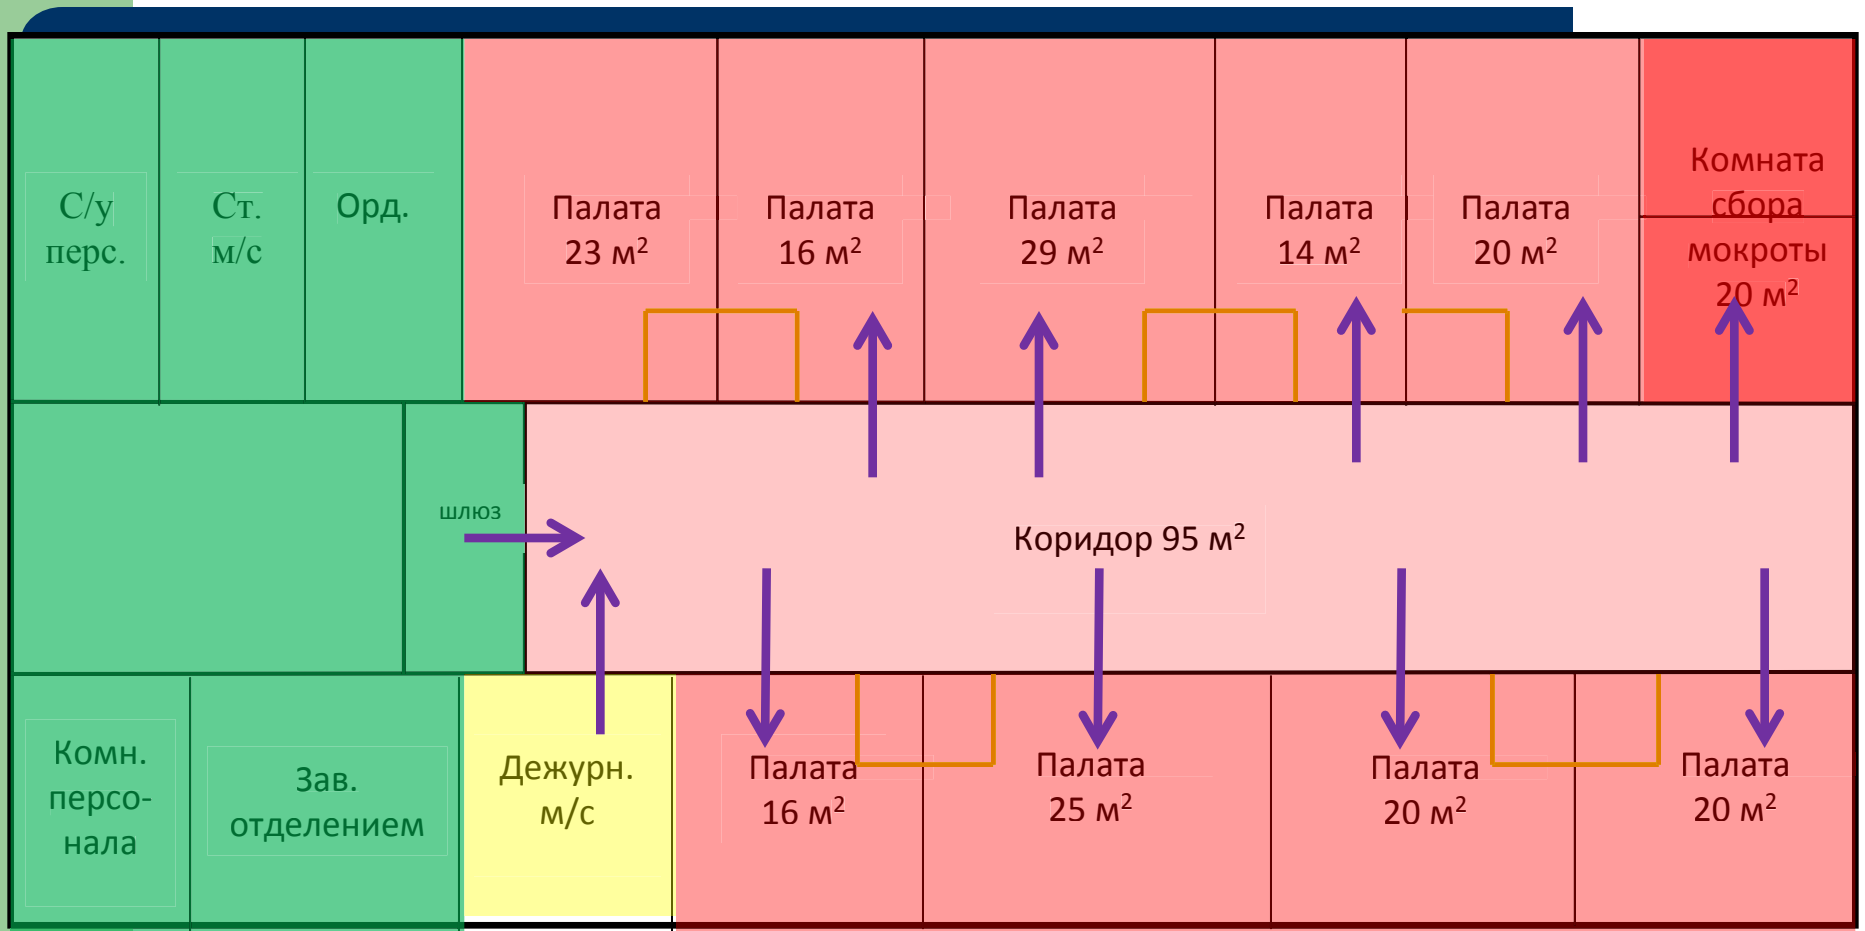 С/у
перс.
Ст.
м/с
Орд.
Палата
23 м²
Палата
16 м²
Палата
29 м²
Палата
14 м²
Палата
20 м²
Комната
сбора
мокроты
20 м²
шлюз
Коридор 95 м²
Комн.
персо-
нала
Зав.
отделением
Дежурн.
м/с
Палата
16 м²
Палата
25 м²
Палата
20 м²
Палата
20 м²